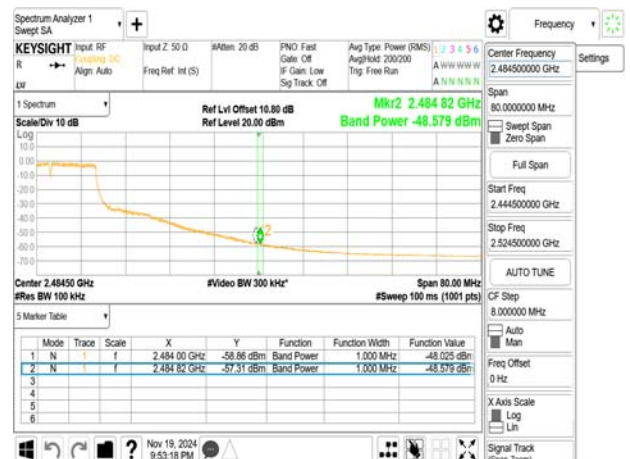 Spectrum Analyzer 1
Swept SA
Frequency
Settings
KEYSIGHT
R
Input: RF
Coupling: DC
Align: Auto
Input Z: 50 Ω
Freq Ref: Int (S)
#Atten: 20 dB
PNO: Fast
Gate: Off
IF Gain: Low
Sig Track: Off
Avg Type: Power (RMS)
Avg|Hold: 200/200
Trig: Free Run
1 2 3 4 5 6
A W W W W W
A N N N N N
1 Spectrum
Scale/Div 10 dB
Ref Lvl Offset 10.80 dB
Ref Level 20.00 dBm
Mkr2 2.484 82 GHz
Band Power -48.579 dBm
Log
10.0
0.00
-10.0
-20.0
-30.0
-40.0
-50.0
-60.0
-70.0
2
Center 2.48450 GHz
#Res BW 100 kHz
#Video BW 300 kHz*
Span 80.00 MHz
#Sweep 100 ms (1001 pts)
5 Marker Table
Mode Trace Scale X Y Function Function Width Function Value
1 N 1 f 2.484 00 GHz -58.86 dBm Band Power 1.000 MHz -48.025 dBm
2 N 1 f 2.484 82 GHz -57.31 dBm Band Power 1.000 MHz -48.579 dBm
3
4
5
6
?
Nov 19, 2024
9:53:18 PM
Center Frequency
2.484500000 GHz
Span
80.0000000 MHz
Swept Span
Zero Span
Full Span
Start Freq
2.444500000 GHz
Stop Freq
2.524500000 GHz
AUTO TUNE
CF Step
8.000000 MHz
Auto
Man
Freq Offset
0 Hz
X Axis Scale
Log
Lin
Signal Track
(Span Zoom)